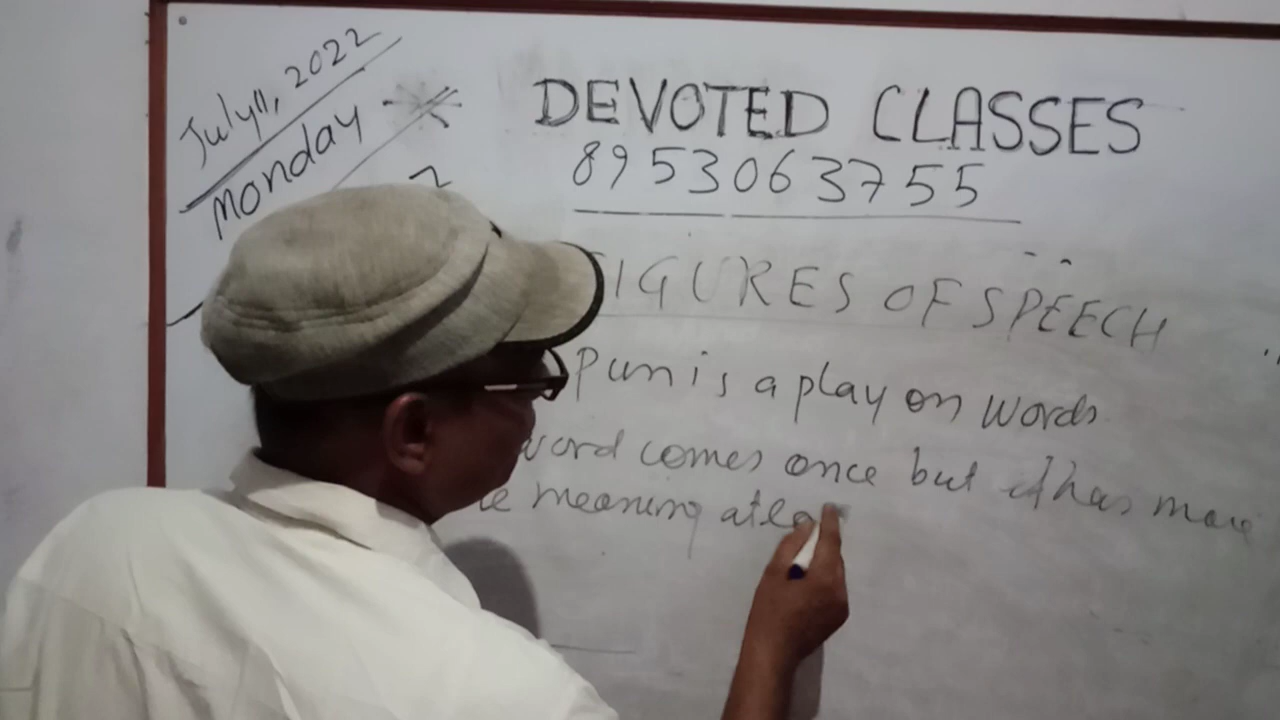 July 11, 2022
Monday
DEVOTED CLASSES
8953063755
FIGURES OF SPEECH
Pun is a play on words
word comes once but it has more
meaning at